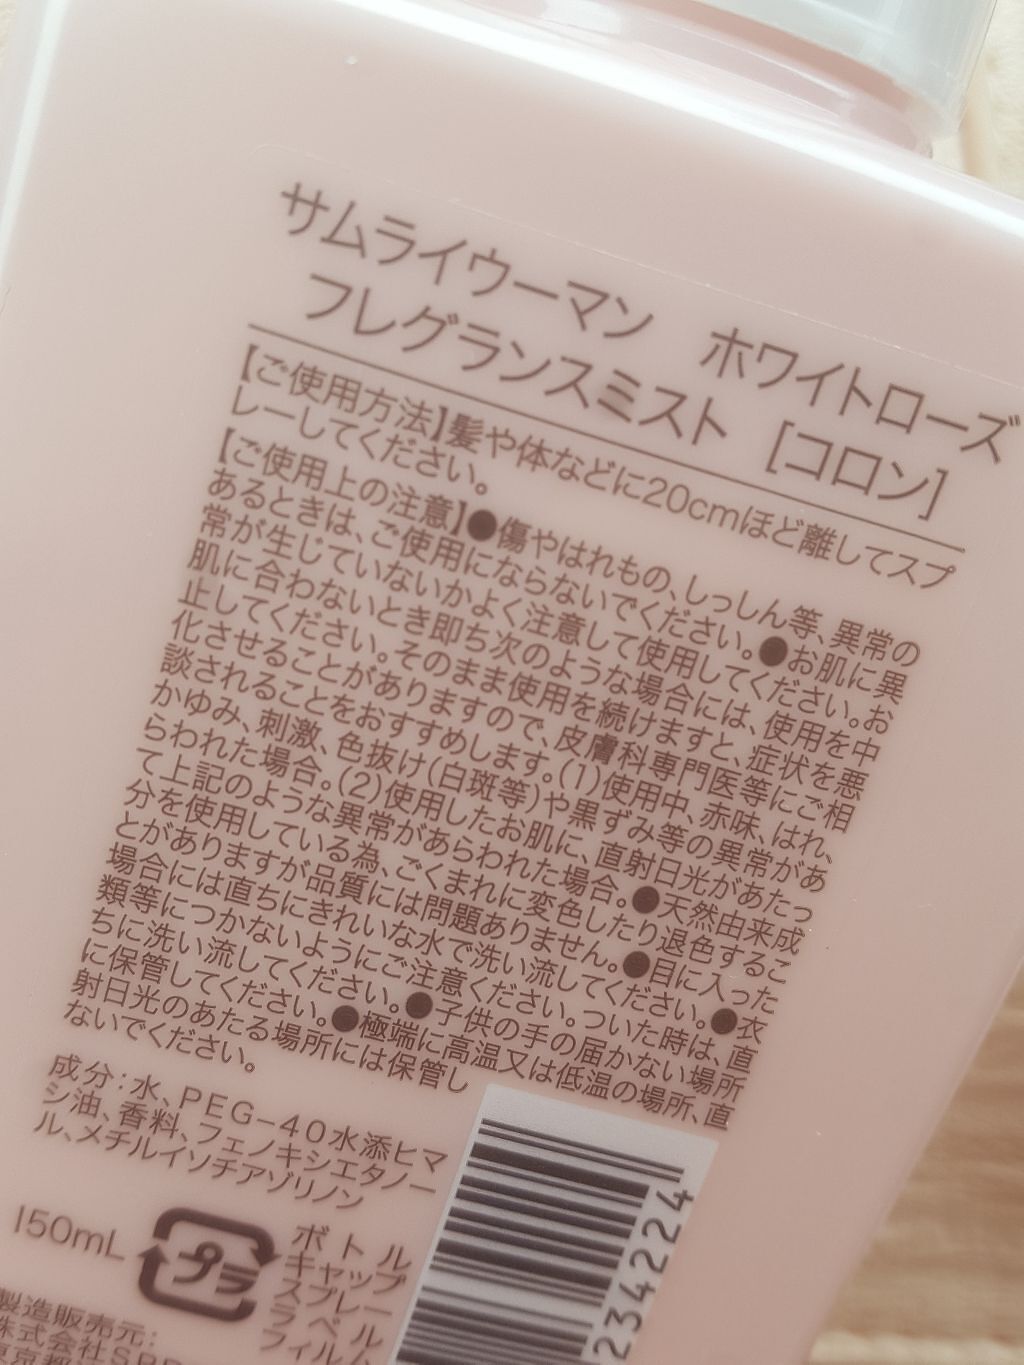 サムライウーマン ホワイトローズ
フレグランスミスト [コロン]
【ご使用方法】髪や体などに20cmほど離してスプ
レーしてください。
【ご使用上の注意】●傷やはれもの、しっしん等、異常の
あるときは、ご使用にならないでください。●お肌に異
常が生じていないかよく注意して使用してください。お
肌に合わないとき即ち次のような場合には、使用を中
止してください。そのまま使用を続けますと、症状を悪
化させることがありますので、皮膚科専門医等にご相
談されることをおすすめします。(1)使用中、赤味、はれ、
かゆみ、刺激、色抜け(白斑等)や黒ずみ等の異常があ
らわれた場合。(2)使用したお肌に、直射日光があたっ
て上記のような異常があらわれた場合。●天然由来成
分を使用している為、ごくまれに変色したり退色するこ
とがありますが品質には問題ありません。●目に入った
場合には直ちにきれいな水で洗い流してください。●衣
類等につかないようにご注意ください。ついた時は、直
ちに洗い流してください。●子供の手の届かない場所
に保管してください。●極端に高温又は低温の場所、直
射日光のあたる場所には保管し
ないでください。
成分:水、PEG-40水添ヒマ
シ油、香料、フェノキシエタノー
ル、メチルイソチアゾリノン
150mL
プラ
ボトル
キャップ
スプレー
ラベル
フィルム
234224
製造販売元:
株式会社SPR